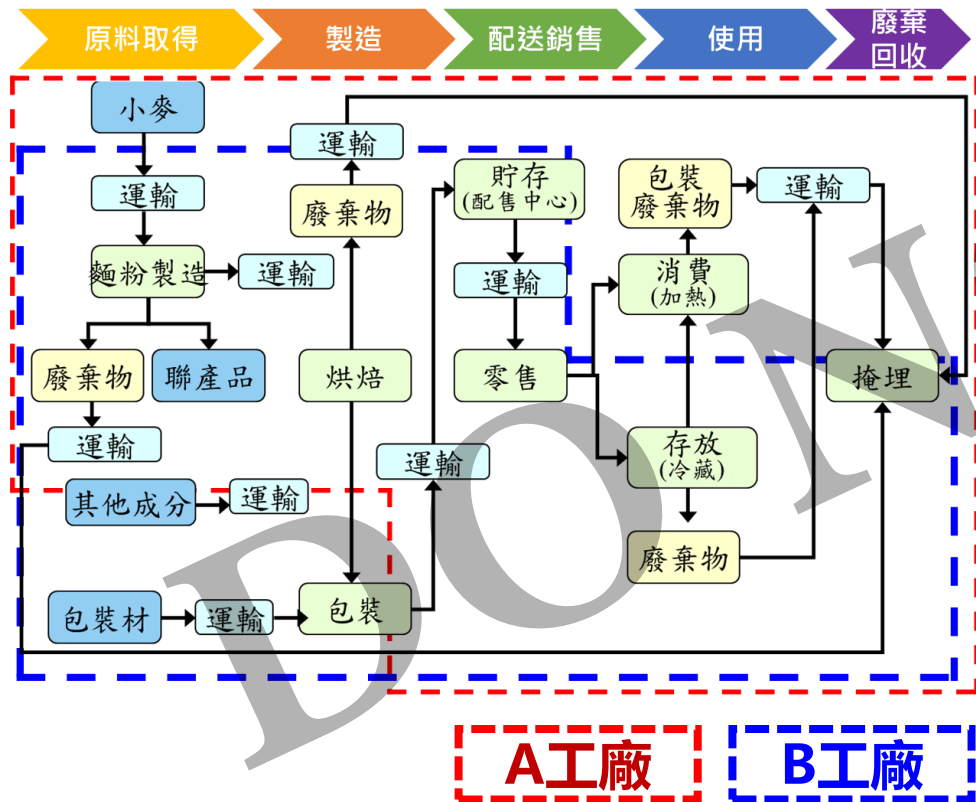 原料取得
製造
配送銷售
使用
廢棄
回收
小麥
運輸
麵粉製造
運輸
廢棄物
聯產品
運輸
其他成分
運輸
包裝材
運輸
運輸
廢棄物
烘焙
包裝
運輸
貯存
(配售中心)
運輸
零售
包裝
廢棄物
消費
(加熱)
存放
(冷藏)
廢棄物
運輸
掩埋
DON
A工廠
B工廠